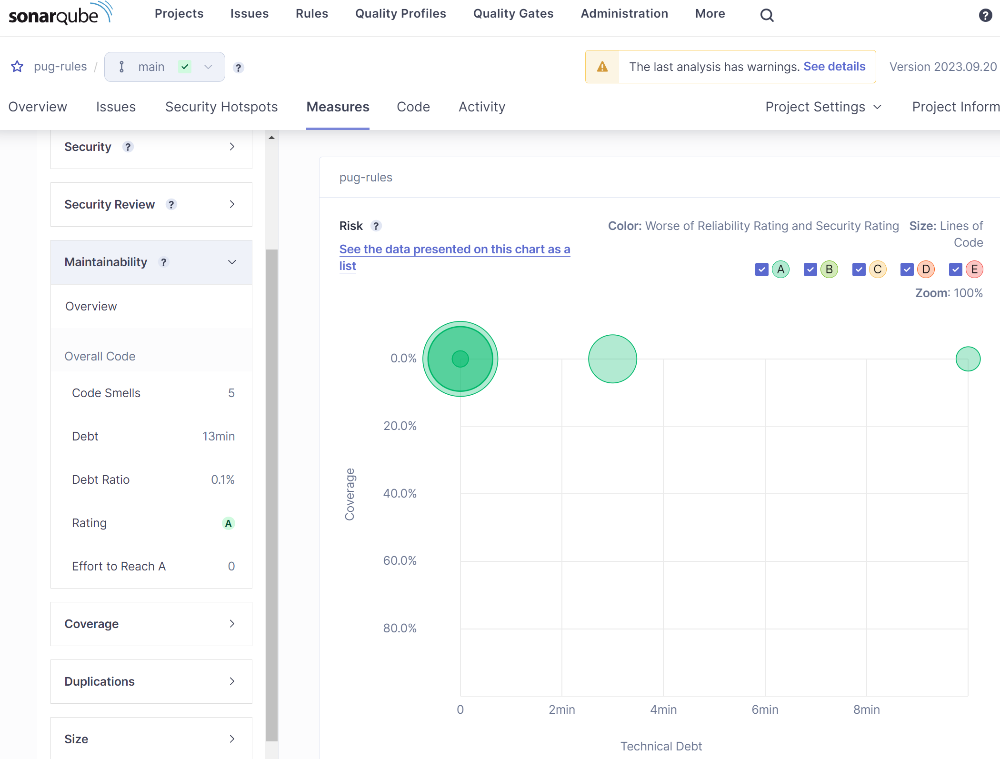 sonarqube
Projects Issues Rules Quality Profiles Quality Gates Administration More ?
pug-rules / main ?
The last analysis has warnings. See details
Version 2023.09.20
Overview Issues Security Hotspots Measures Code Activity Project Settings Project Inform
Security ?
Security Review ?
Maintainability ?
Overview
Overall Code
Code Smells 5
Debt 13min
Debt Ratio 0.1%
Rating A
Effort to Reach A 0
Coverage
Duplications
Size
pug-rules
Risk ?
See the data presented on this chart as a
list
Color: Worse of Reliability Rating and Security Rating Size: Lines of
Code
A B C D E
Zoom: 100%
0.0%
20.0%
40.0%
60.0%
80.0%
Coverage
0 2min 4min 6min 8min
Technical Debt